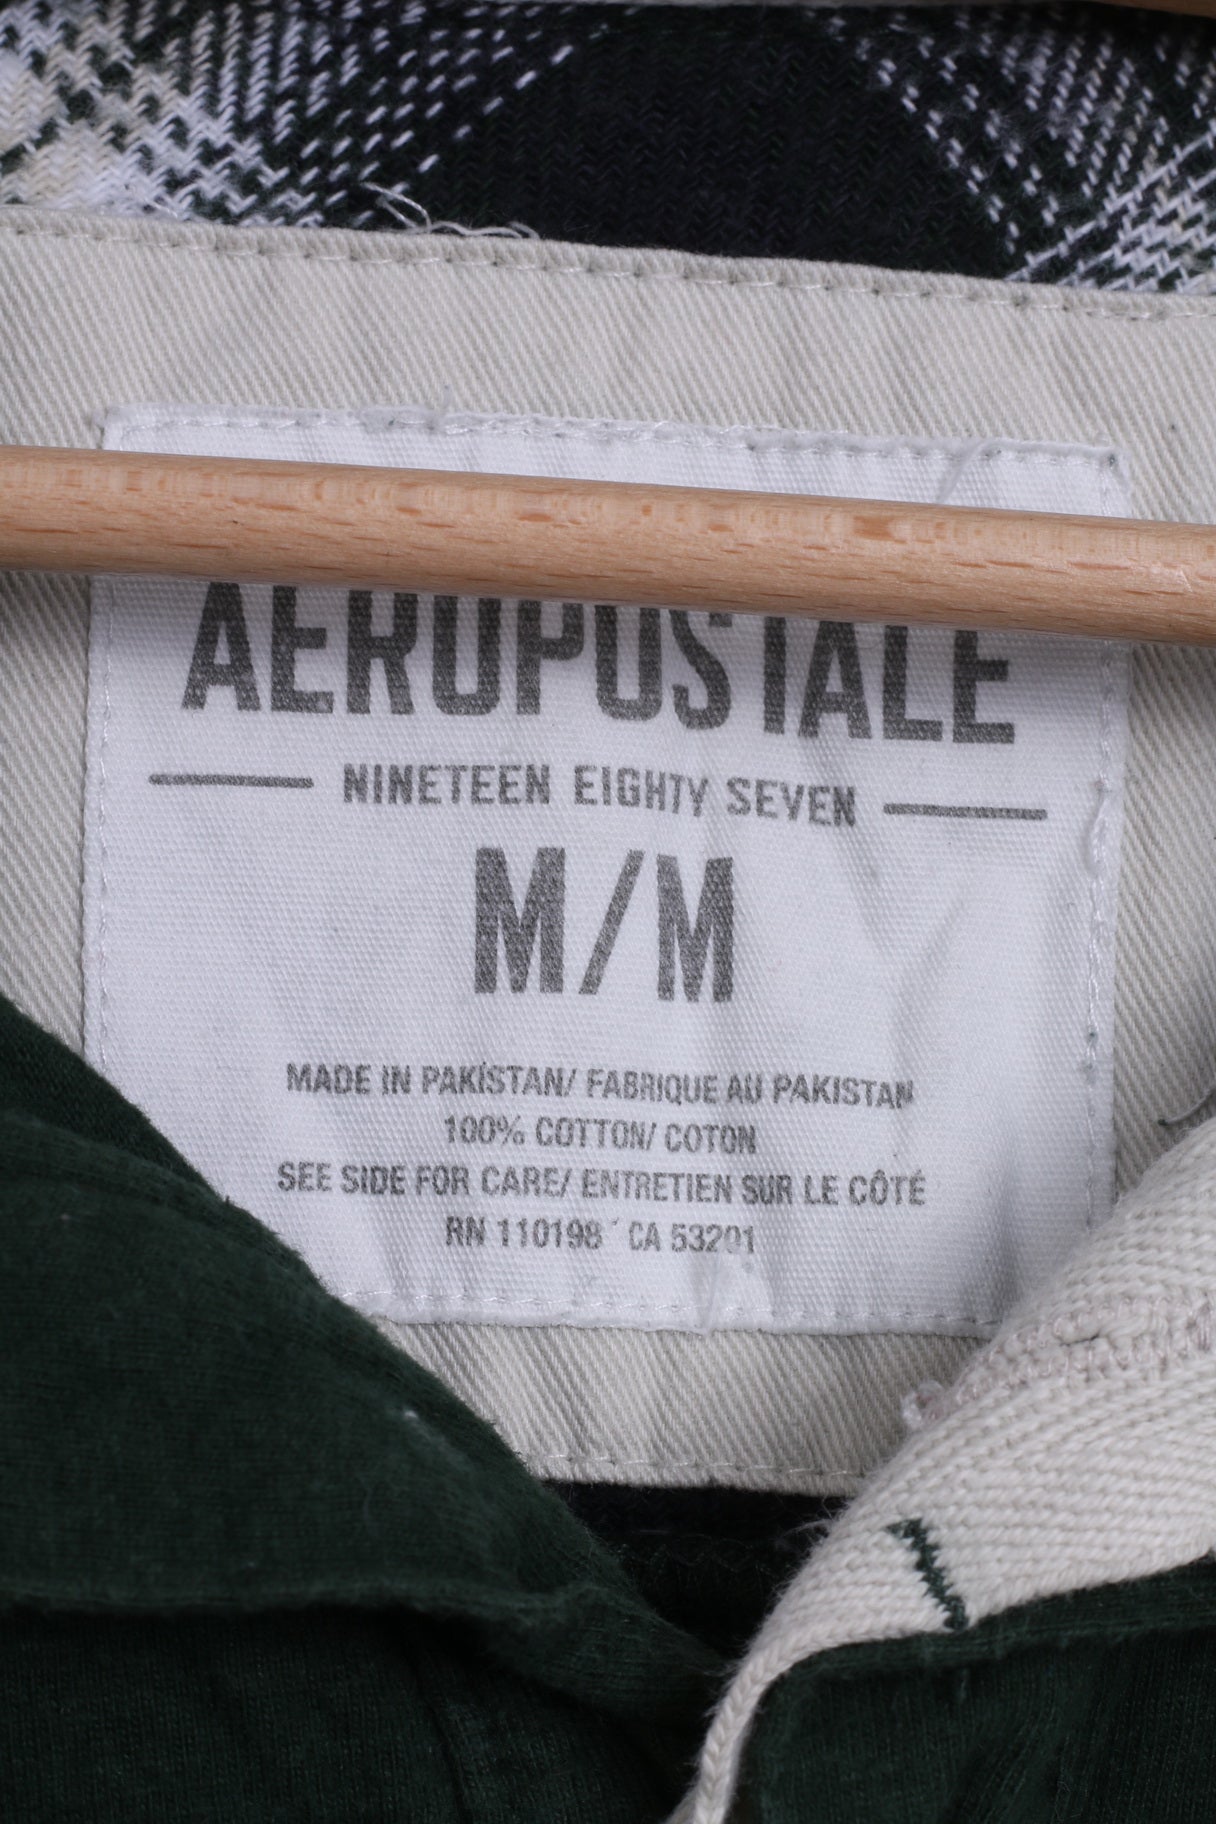 AEROPOSTALE
NINETEEN EIGHTY SEVEN
M/M
MADE IN PAKISTAN/ FABRIQUE AU PAKISTAN
100% COTTON/ COTON
SEE SIDE FOR CARE/ ENTRETIEN SUR LE CÔTÉ
RN 110198 CA 53201